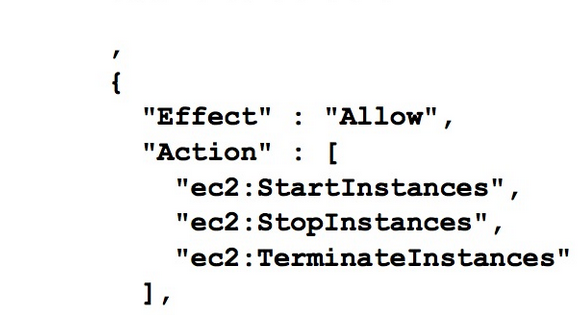 ,
{
"Effect" : "Allow",
"Action" : [
"ec2:StartInstances",
"ec2:StopInstances",
"ec2:TerminateInstances"
],